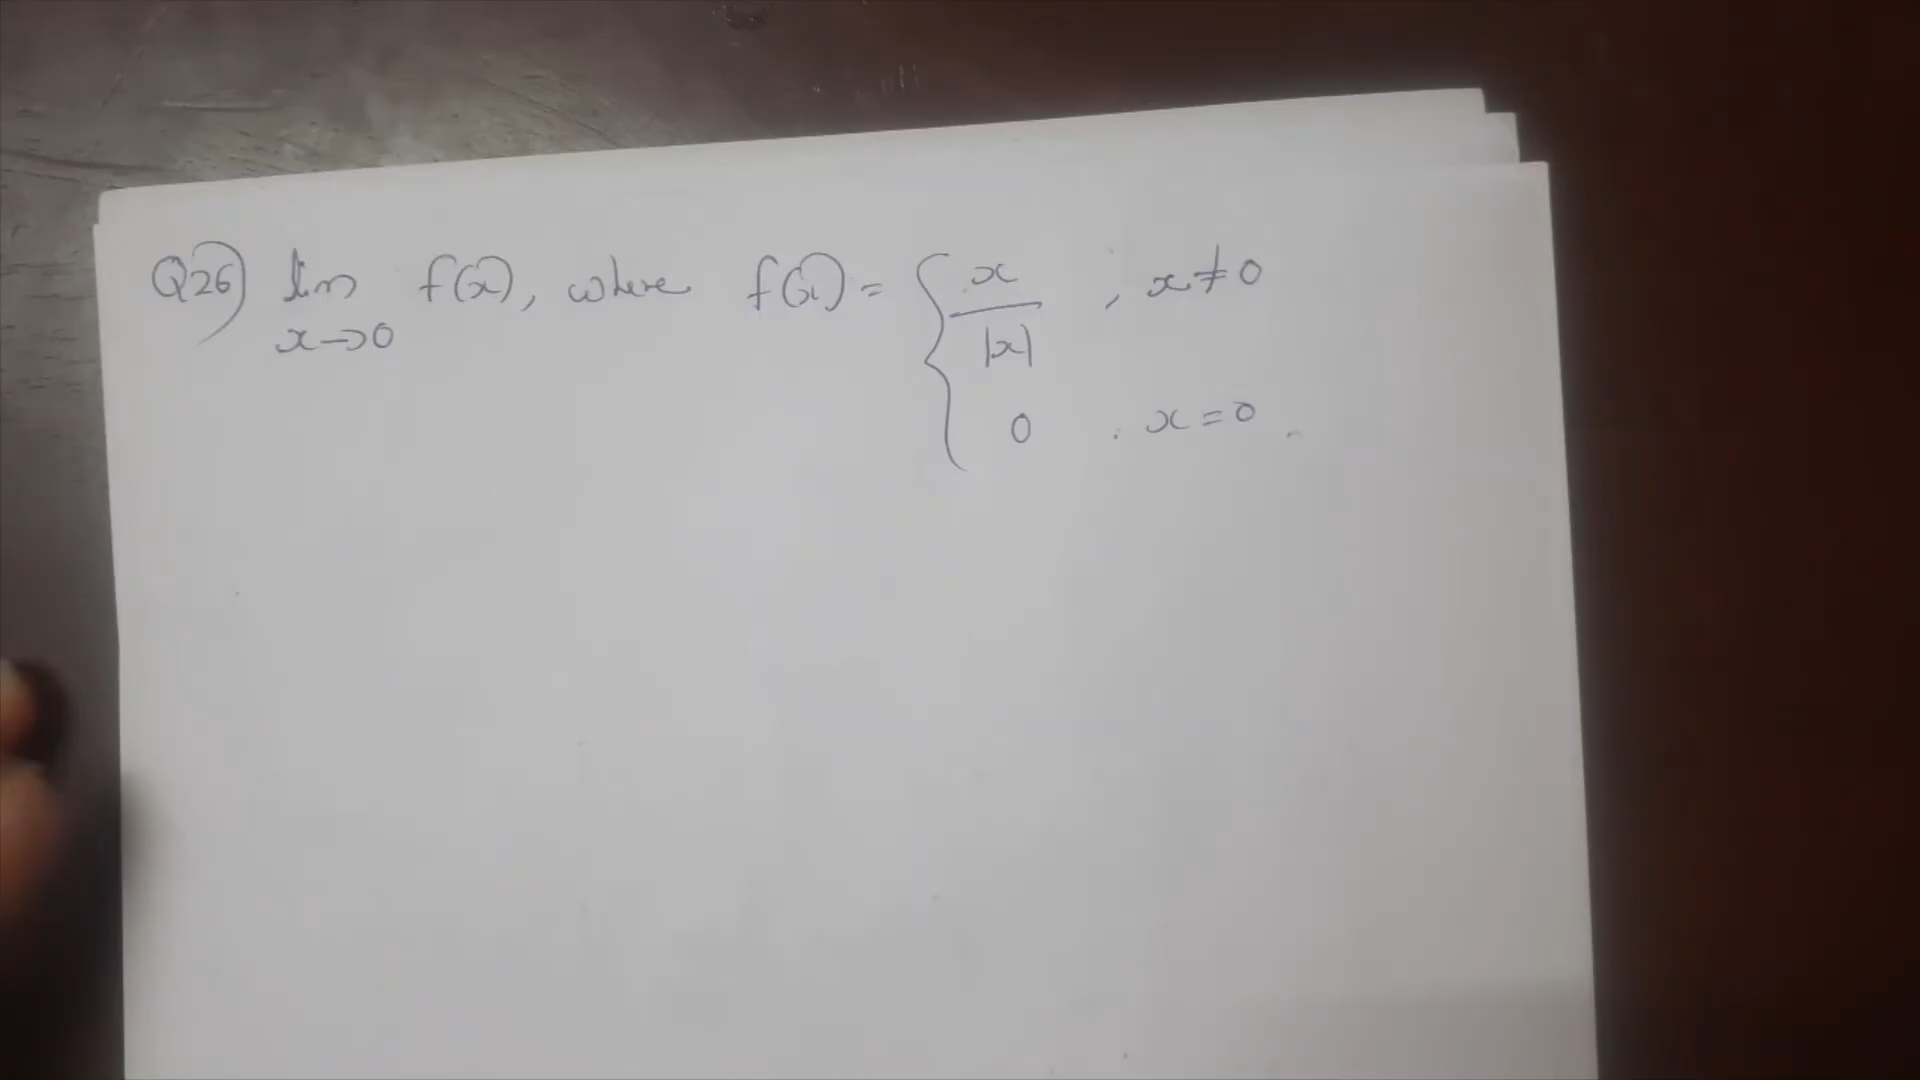 Q26) lim f(x), where f(x) = { x/|x| , x≠0
x→0
0 , x=0.